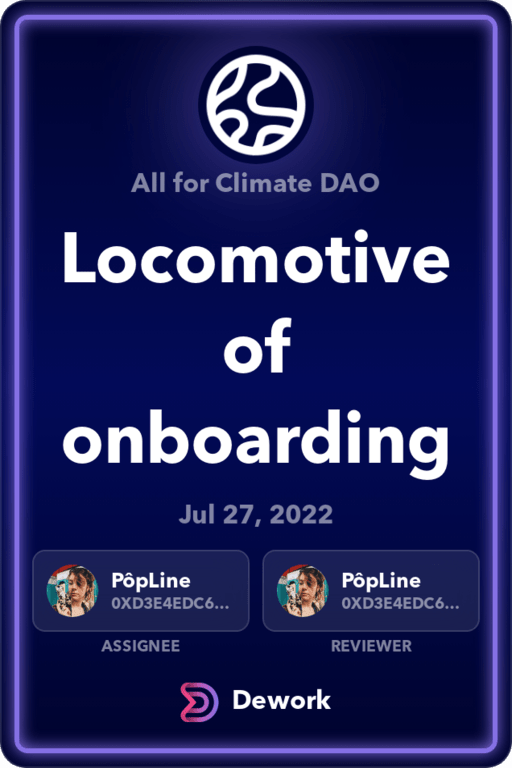 All for Climate DAO
Locomotive
of
onboarding
Jul 27, 2022
PôpLine
0XD3E4EDC6...
ASSIGNEE
PôpLine
0XD3E4EDC6...
REVIEWER
Dework